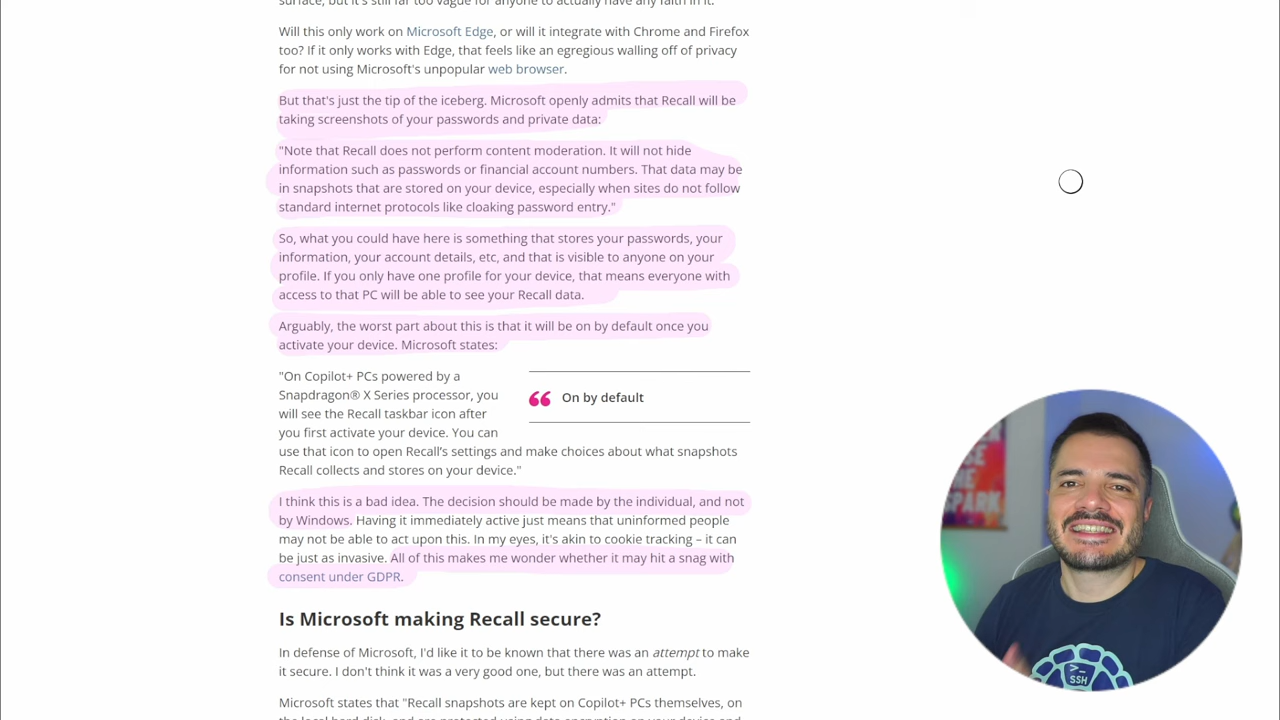 surface, but it's still far too vague for anyone to actually have any faith in it.
Will this only work on Microsoft Edge, or will it integrate with Chrome and Firefox
too? If it only works with Edge, that feels like an egregious walling off of privacy
for not using Microsoft's unpopular web browser.
But that's just the tip of the iceberg. Microsoft openly admits that Recall will be
taking screenshots of your passwords and private data:
"Note that Recall does not perform content moderation. It will not hide
information such as passwords or financial account numbers. That data may be
in snapshots that are stored on your device, especially when sites do not follow
standard internet protocols like cloaking password entry."
So, what you could have here is something that stores your passwords, your
information, your account details, etc, and that is visible to anyone on your
profile. If you only have one profile for your device, that means everyone with
access to that PC will be able to see your Recall data.
Arguably, the worst part about this is that it will be on by default once you
activate your device. Microsoft states:
"On Copilot+ PCs powered by a
Snapdragon® X Series processor, you
will see the Recall taskbar icon after
you first activate your device. You can
use that icon to open Recall's settings and make choices about what snapshots
Recall collects and stores on your device."
On by default
I think this is a bad idea. The decision should be made by the individual, and not
by Windows. Having it immediately active just means that uninformed people
may not be able to act upon this. In my eyes, it's akin to cookie tracking – it can
be just as invasive. All of this makes me wonder whether it may hit a snag with
consent under GDPR.
Is Microsoft making Recall secure?
In defense of Microsoft, I'd like it to be known that there was an attempt to make
it secure. I don't think it was a very good one, but there was an attempt.
Microsoft states that "Recall snapshots are kept on Copilot+ PCs themselves, on
the local hard disk, and are protected using data encryption on your device and
SPARK
>_
SSH